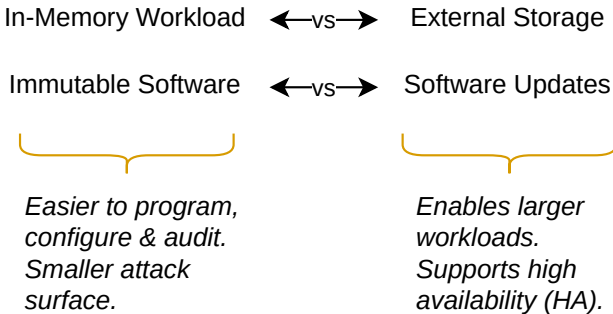 In-Memory Workload vs External Storage
Immutable Software vs Software Updates
Easier to program,
configure & audit.
Smaller attack
surface.
Enables larger
workloads.
Supports high
availability (HA).